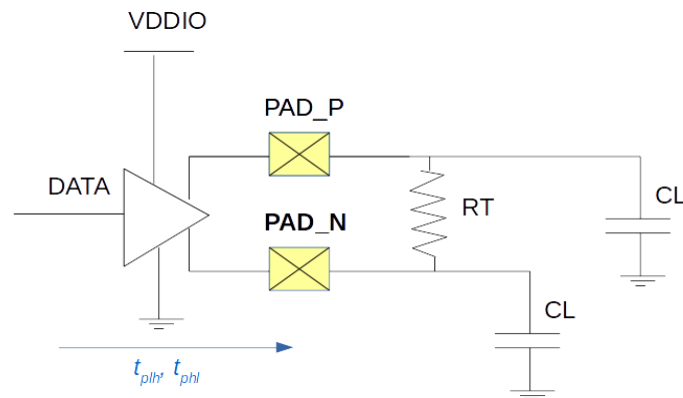 VDDIO
PAD_P
DATA
CL
RT
PAD_N
CL
tplh, tphl